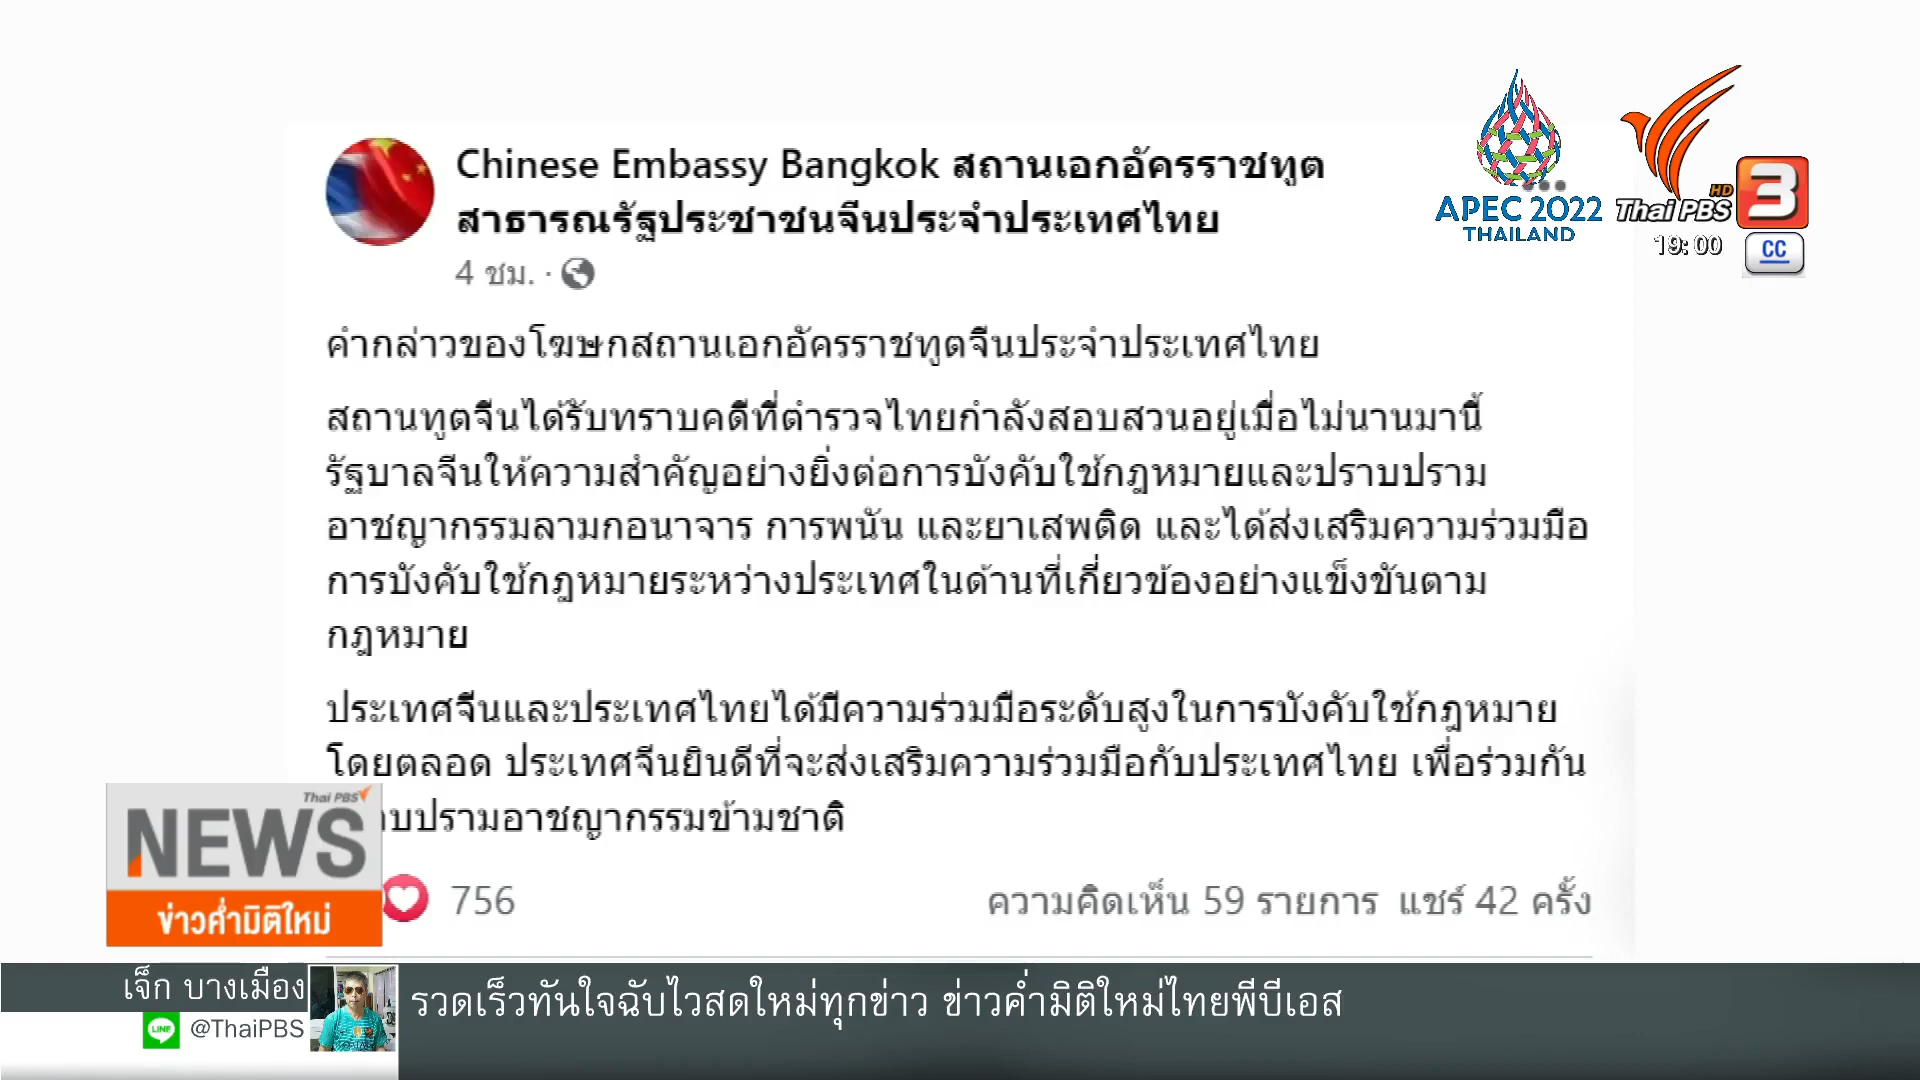 Chinese Embassy Bangkok สถานเอกอัครราชทูต
สาธารณรัฐประชาชนจีนประจำประเทศไทย
4 ชม. ·
APEC 2022
THAILAND
Thai PBS
HD
3
19:00
CC
คำกล่าวของโฆษกสถานเอกอัครราชทูตจีนประจำประเทศไทย
สถานทูตจีนได้รับทราบคดีที่ตำรวจไทยกำลังสอบสวนอยู่เมื่อไม่นานมานี้
รัฐบาลจีนให้ความสำคัญอย่างยิ่งต่อการบังคับใช้กฎหมายและปราบปราม
อาชญากรรมลามกอนาจาร การพนัน และยาเสพติด และได้ส่งเสริมความร่วมมือ
การบังคับใช้กฎหมายระหว่างประเทศในด้านที่เกี่ยวข้องอย่างแข็งขันตาม
กฎหมาย
ประเทศจีนและประเทศไทยได้มีความร่วมมือระดับสูงในการบังคับใช้กฎหมาย
โดยตลอด ประเทศจีนยินดีที่จะส่งเสริมความร่วมมือกับประเทศไทย เพื่อร่วมกัน
าบปรามอาชญากรรมข้ามชาติ
Thai PBS
NEWS
ข่าวค่ำมิติใหม่
756
ความคิดเห็น 59 รายการ แชร์ 42 ครั้ง
เจ็ก บางเมือง
LINE @ThaiPBS
รวดเร็วทันใจฉับไวสดใหม่ทุกข่าว ข่าวค่ำมิติใหม่ไทยพีบีเอส